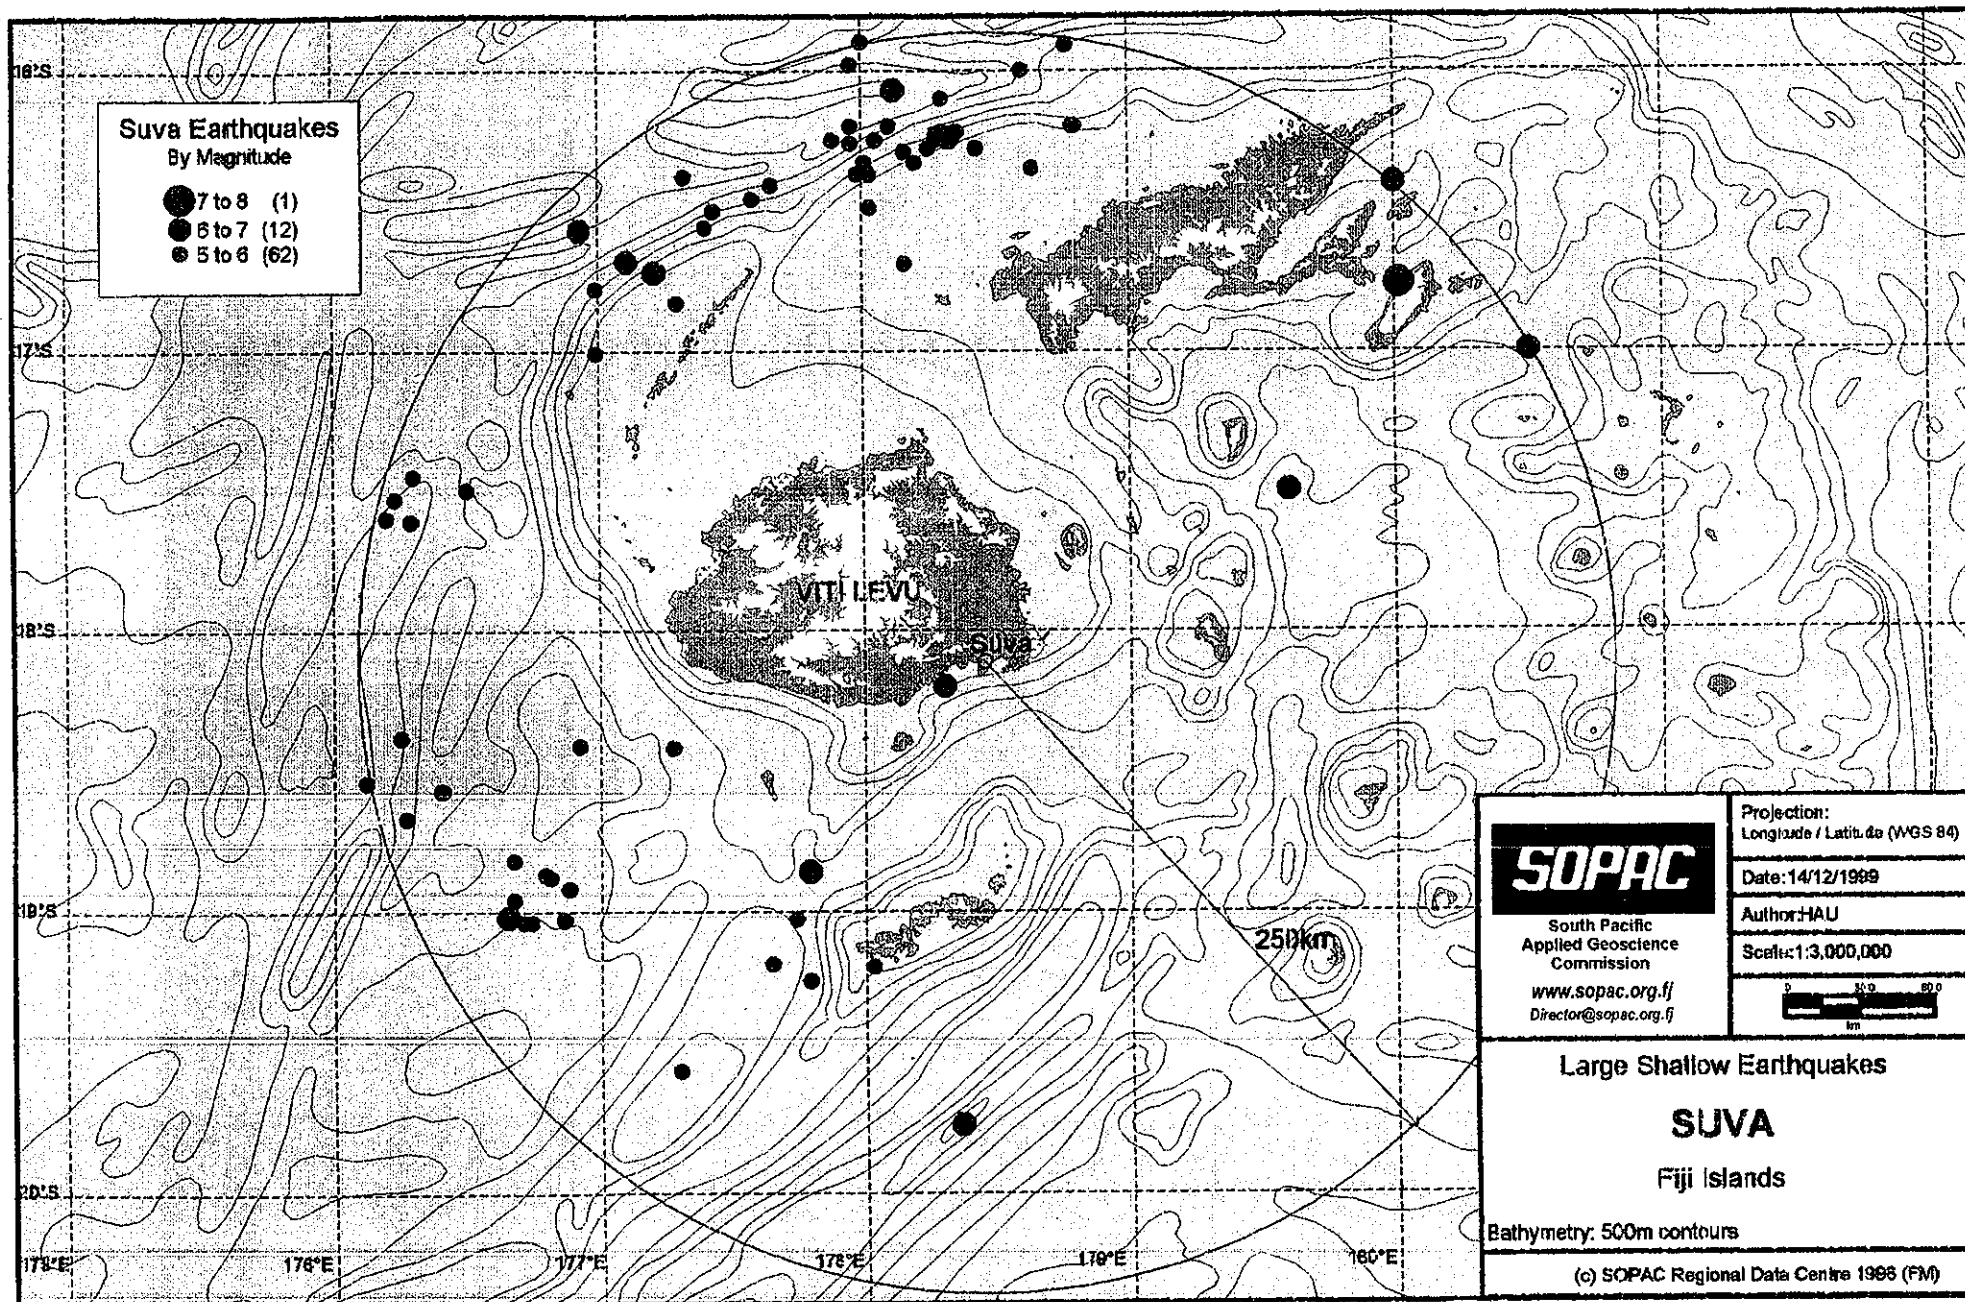 16°S
Suva Earthquakes
By Magnitude
7 to 8 (1)
6 to 7 (12)
5 to 6 (62)
17°S
VITI LEVU
18°S
Suva
19°S
250km
20°S
175°E
176°E
177°E
178°E
179°E
180°E
SOPAC
South Pacific
Applied Geoscience
Commission
www.sopac.org.fj
Director@sopac.org.fj
Projection:
Longitude / Latitude (WGS 84)
Date:14/12/1999
Author:HAU
Scale:1:3,000,000
0
km
Large Shallow Earthquakes
SUVA
Fiji Islands
Bathymetry: 500m contours
(c) SOPAC Regional Data Centre 1996 (FM)